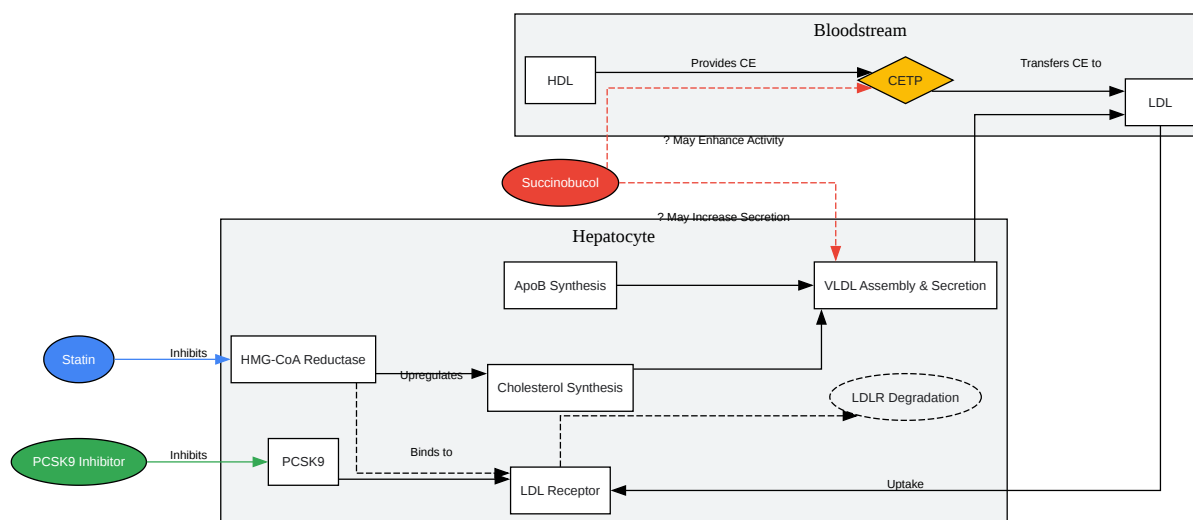 Bloodstream
HDL
Provides CE
CETP
Transfers CE to
LDL
? May Enhance Activity
Succinobucol
? May Increase Secretion
Hepatocyte
ApoB Synthesis
VLDL Assembly & Secretion
Statin
Inhibits
HMG-CoA Reductase
Upregulates
Cholesterol Synthesis
LDLR Degradation
PCSK9 Inhibitor
Inhibits
PCSK9
Binds to
LDL Receptor
Uptake